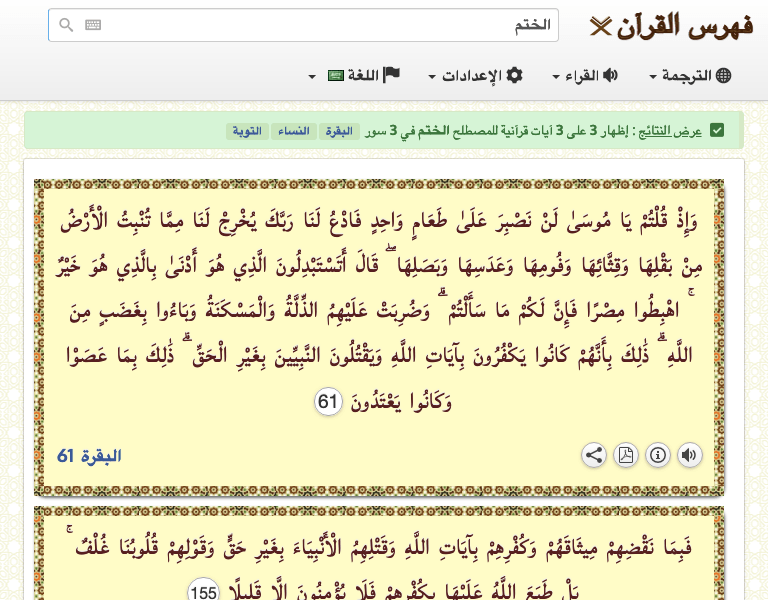 فهرس القرآن
الختم
الترجمة القراء الإعدادات اللغة
عرض النتائج : إظهار 3 على 3 آيات قرآنية للمصطلح الختم في 3 سور البقرة النساء التوبة
وَإِذْ قُلْتُمْ يَا مُوسَىٰ لَنْ نَصْبِرَ عَلَىٰ طَعَامٍ وَاحِدٍ فَادْعُ لَنَا رَبَّكَ يُخْرِجْ لَنَا مِمَّا تُنْبِتُ الْأَرْضُ
مِنْ بَقْلِهَا وَقِثَّائِهَا وَفُومِهَا وَعَدَسِهَا وَبَصَلِهَا ۖ قَالَ أَتَسْتَبْدِلُونَ الَّذِي هُوَ أَدْنَىٰ بِالَّذِي هُوَ خَيْرٌ
ۚ اهْبِطُوا مِصْرًا فَإِنَّ لَكُمْ مَا سَأَلْتُمْ ۗ وَضُرِبَتْ عَلَيْهِمُ الذِّلَّةُ وَالْمَسْكَنَةُ وَبَاءُوا بِغَضَبٍ مِنَ
اللَّهِ ۗ ذَٰلِكَ بِأَنَّهُمْ كَانُوا يَكْفُرُونَ بِآيَاتِ اللَّهِ وَيَقْتُلُونَ النَّبِيِّينَ بِغَيْرِ الْحَقِّ ۗ ذَٰلِكَ بِمَا عَصَوْا
وَكَانُوا يَعْتَدُونَ 61
البقرة 61
فَبِمَا نَقْضِهِمْ مِيثَاقَهُمْ وَكُفْرِهِمْ بِآيَاتِ اللَّهِ وَقَتْلِهِمُ الْأَنْبِيَاءَ بِغَيْرِ حَقٍّ وَقَوْلِهِمْ قُلُوبُنَا غُلْفٌ ۚ
بَلْ طَبَعَ اللَّهُ عَلَيْهَا بِكُفْرِهِمْ فَلَا يُؤْمِنُونَ إِلَّا قَلِيلًا 155